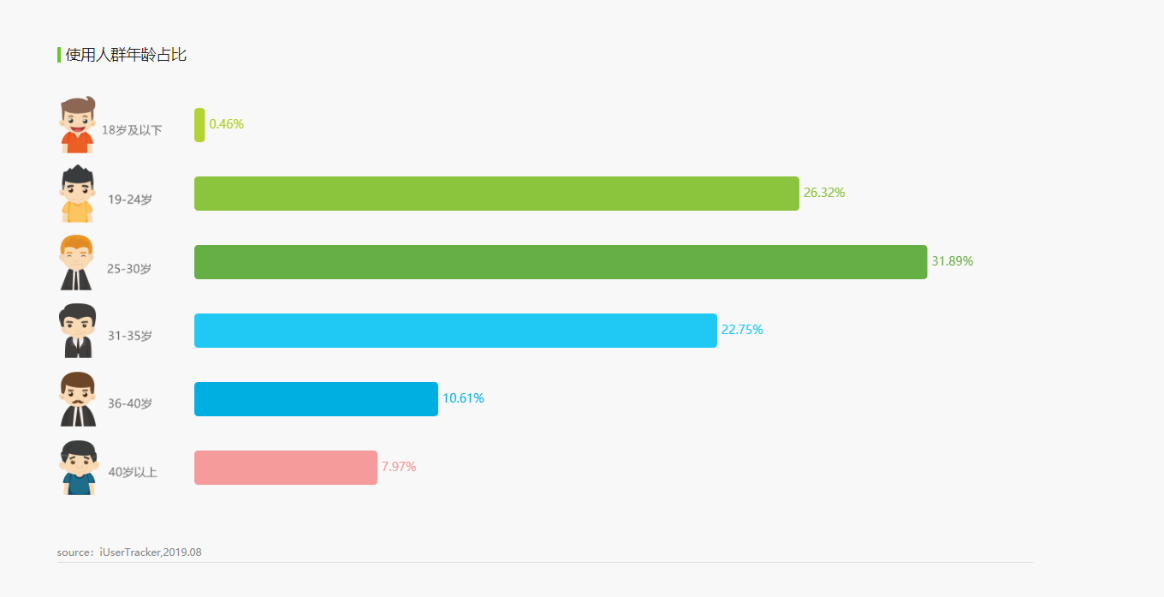 使用人群年龄占比
18岁及以下 0.46%
19-24岁 26.32%
25-30岁 31.89%
31-35岁 22.75%
36-40岁 10.61%
40岁以上 7.97%
source：iUserTracker,2019.08